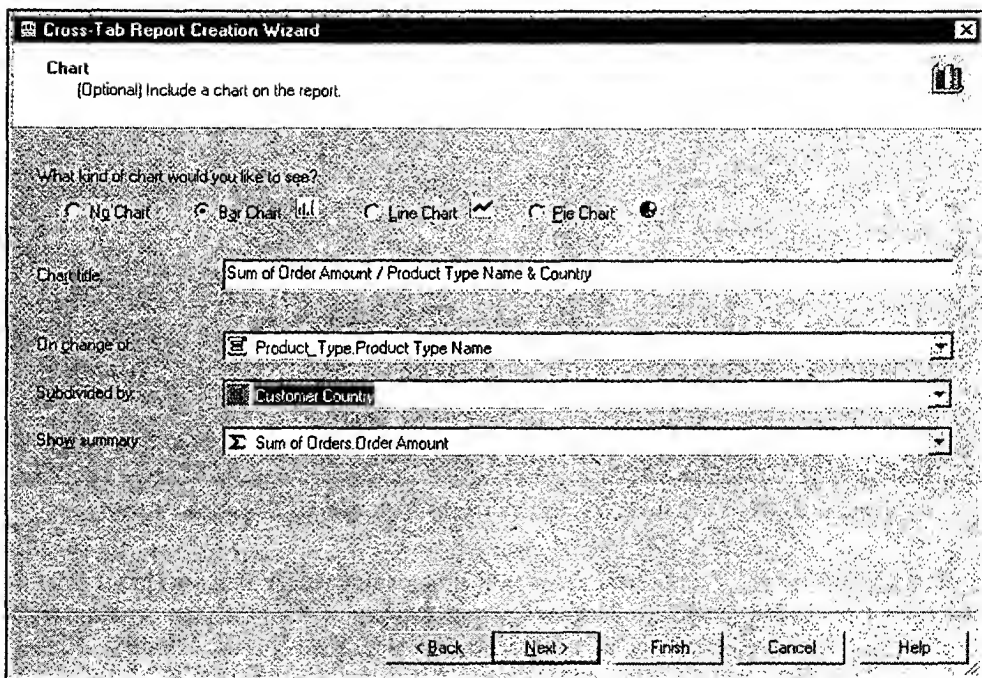 Cross-Tab Report Creation Wizard
Chart
(Optional) Include a chart on the report.
What kind of chart would you like to see?
No Chart Bar Chart Line Chart Pie Chart
Chart title:
Sum of Order Amount / Product Type Name & Country
On change of:
Product_Type.Product Type Name
Subdivided by:
Customer Country
Show summary:
Σ Sum of Orders.Order Amount
< Back Next > Finish Cancel Help